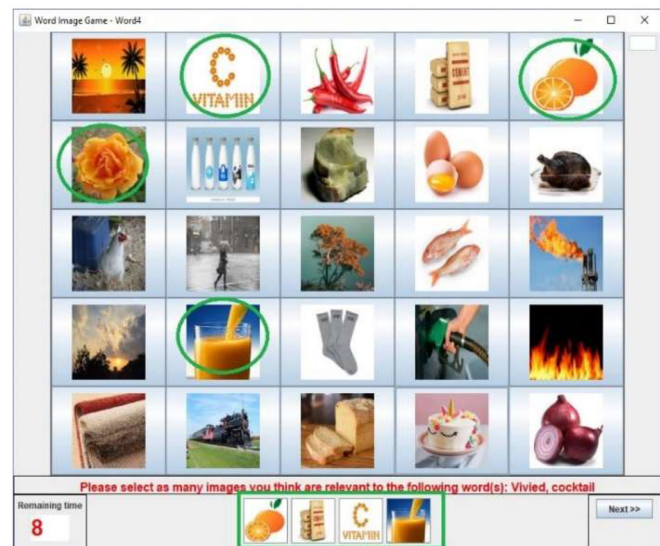 Word Image Game - Word4
C
VITAMIN
CEMENT
Please select as many images you think are relevant to the following word(s): Vivied, cocktail
Remaining time
8
C
VITAMIN
Next >>